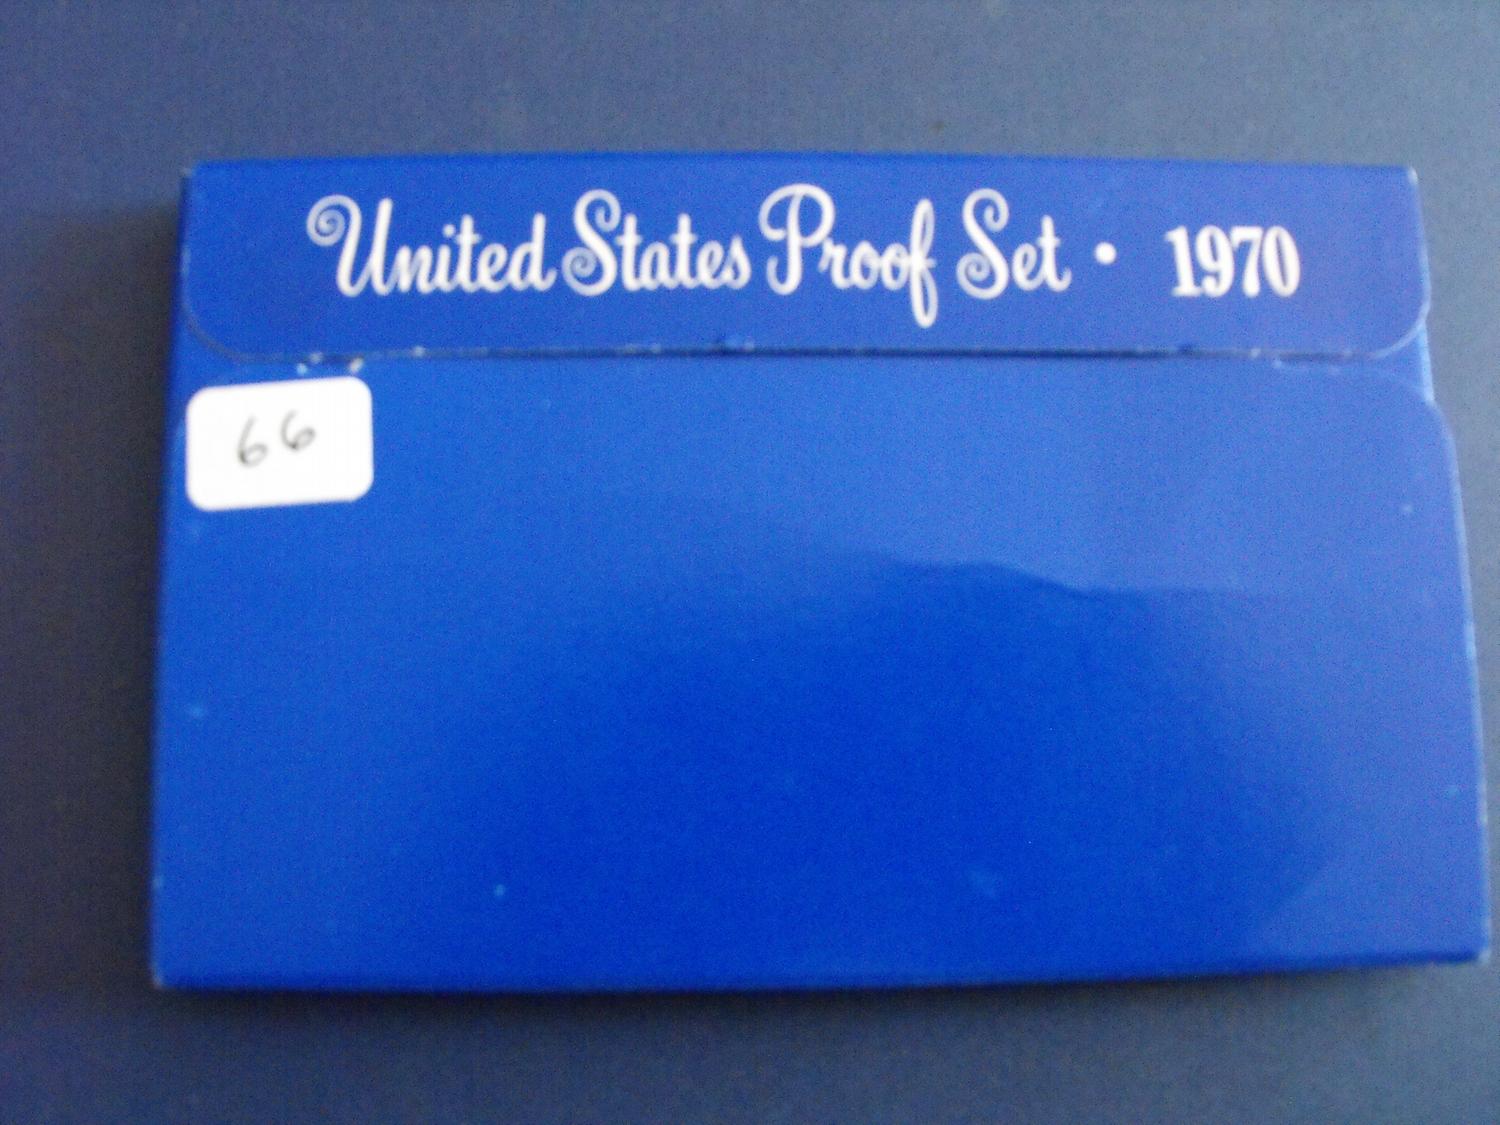 United States Proof Set • 1970
66